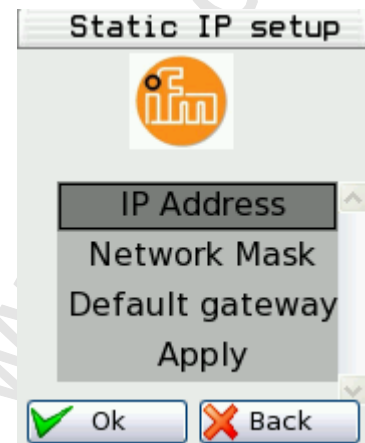 Static IP setup
ifm
IP Address
Network Mask
Default gateway
Apply
Ok
Back